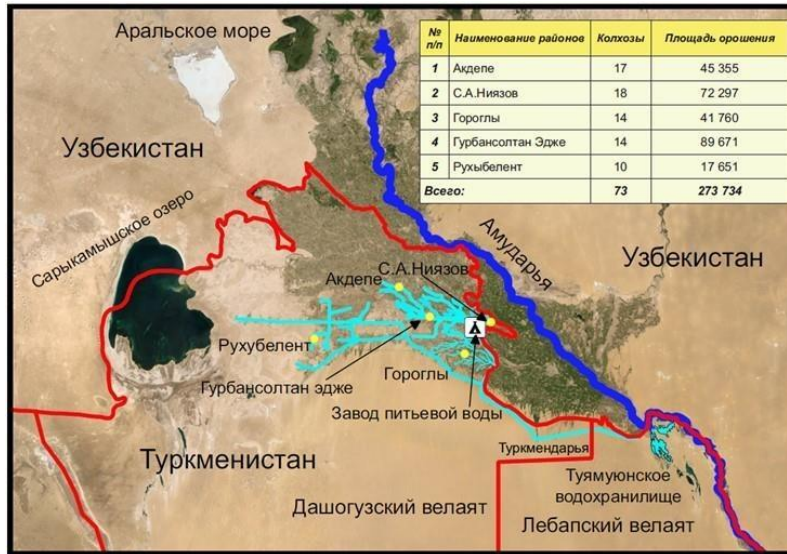 Аральское море
Узбекистан
Сарыкамышское озеро
№ п/п Наименование районов Колхозы Площадь орошения
1 Акдепе 17 45 355
2 С.А.Ниязов 18 72 297
3 Гороглы 14 41 760
4 Гурбансолтан Эдже 14 89 671
5 Рухыбелент 10 17 651
Всего: 73 273 734
Амударья
Узбекистан
С.А.Ниязов
Акдепе
Рухубелент
Гурбансолтан эдже
Гороглы
Завод питьевой воды
Туркмендарья
Туркменистан
Туямуюнское
водохранилище
Дашогузский велаят
Лебапский велаят